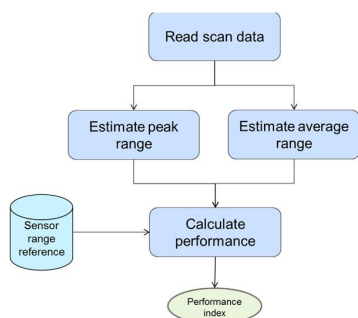 Read scan data
Estimate peak
range
Estimate average
range
Sensor
range
reference
Calculate
performance
Performance
index